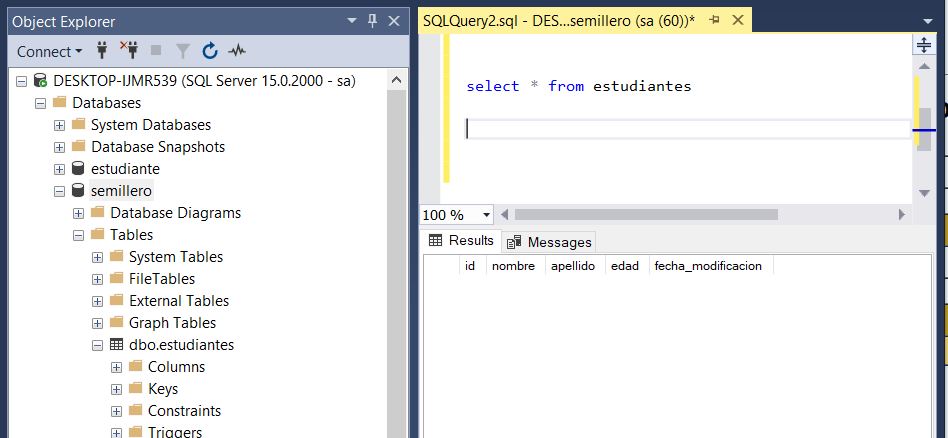 Object Explorer
Connect
DESKTOP-IJMR539 (SQL Server 15.0.2000 - sa)
Databases
System Databases
Database Snapshots
estudiante
semillero
Database Diagrams
Tables
System Tables
FileTables
External Tables
Graph Tables
dbo.estudiantes
Columns
Keys
Constraints
Triggers
SQLQuery2.sql - DES...semillero (sa (60))*
select * from estudiantes
100 %
Results Messages
id nombre apellido edad fecha_modificacion